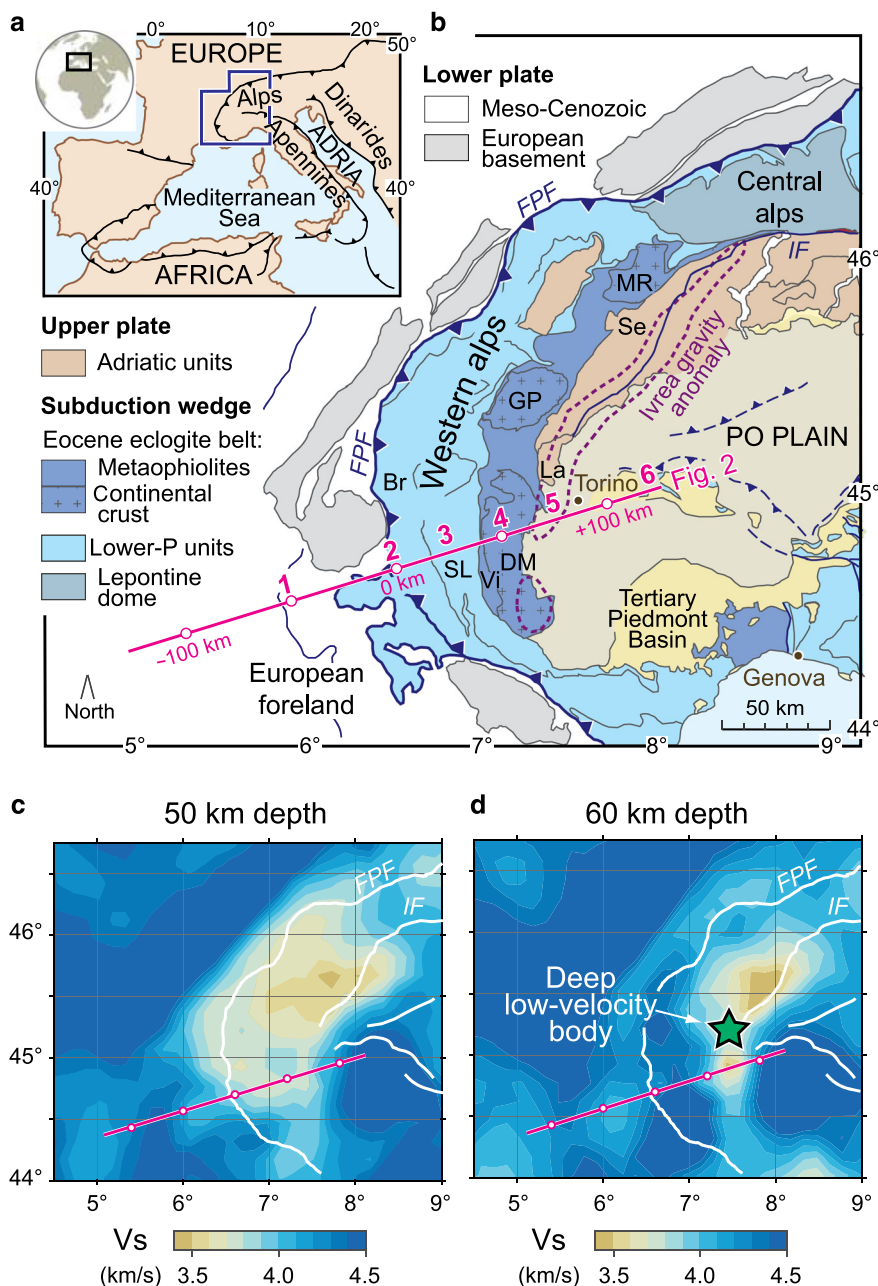 a
0°
10°
20°
50°
EUROPE
Alps
Dinarides
Apennines
ADRIA
40°
40°
Mediterranean
Sea
AFRICA
b
Lower plate
Meso-Cenozoic
European
basement
Upper plate
Adriatic units
Subduction wedge
Eocene eclogite belt:
Metaophiolites
Continental
crust
Lower-P units
Lepontine
dome
FPF
Central
alps
IF
46°
MR
Se
Western alps
Ivrea gravity
anomaly
GP
PO PLAIN
FPF
Br
La
Torino
6
Fig. 2
45°
5
4
+100 km
3
2
DM
SL
Vi
0 km
1
Tertiary
Piedmont
Basin
−100 km
European
foreland
Genova
North
50 km
44°
5°
6°
7°
8°
9°
c
50 km depth
FPF
IF
46°
45°
44°
5°
6°
7°
8°
9°
Vs
(km/s)
3.5
4.0
4.5
d
60 km depth
FPF
IF
Deep
low-velocity
body
5°
6°
7°
8°
9°
Vs
(km/s)
3.5
4.0
4.5